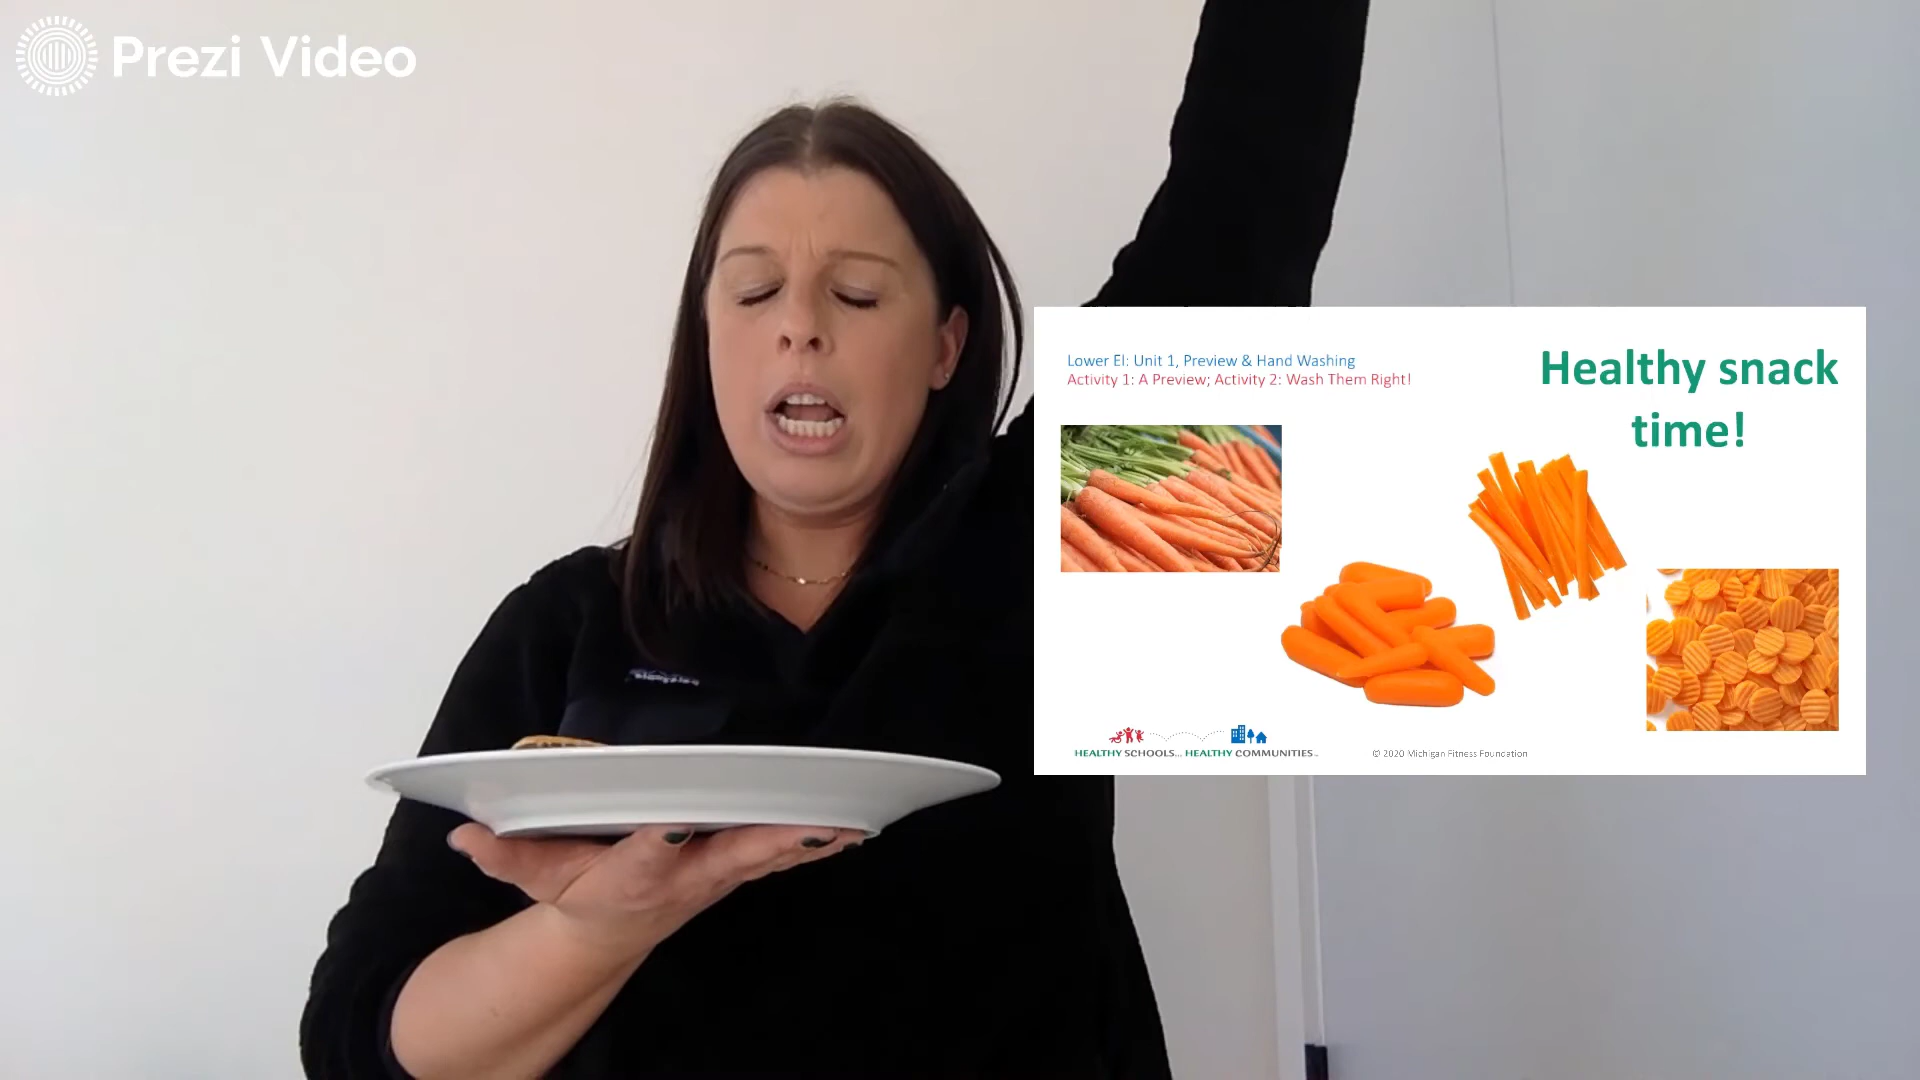 Prezi Video
Lower El: Unit 1, Preview & Hand Washing
Activity 1: A Preview; Activity 2: Wash Them Right!
Healthy snack
time!
HEALTHY SCHOOLS... HEALTHY COMMUNITIES
© 2020 Michigan Fitness Foundation